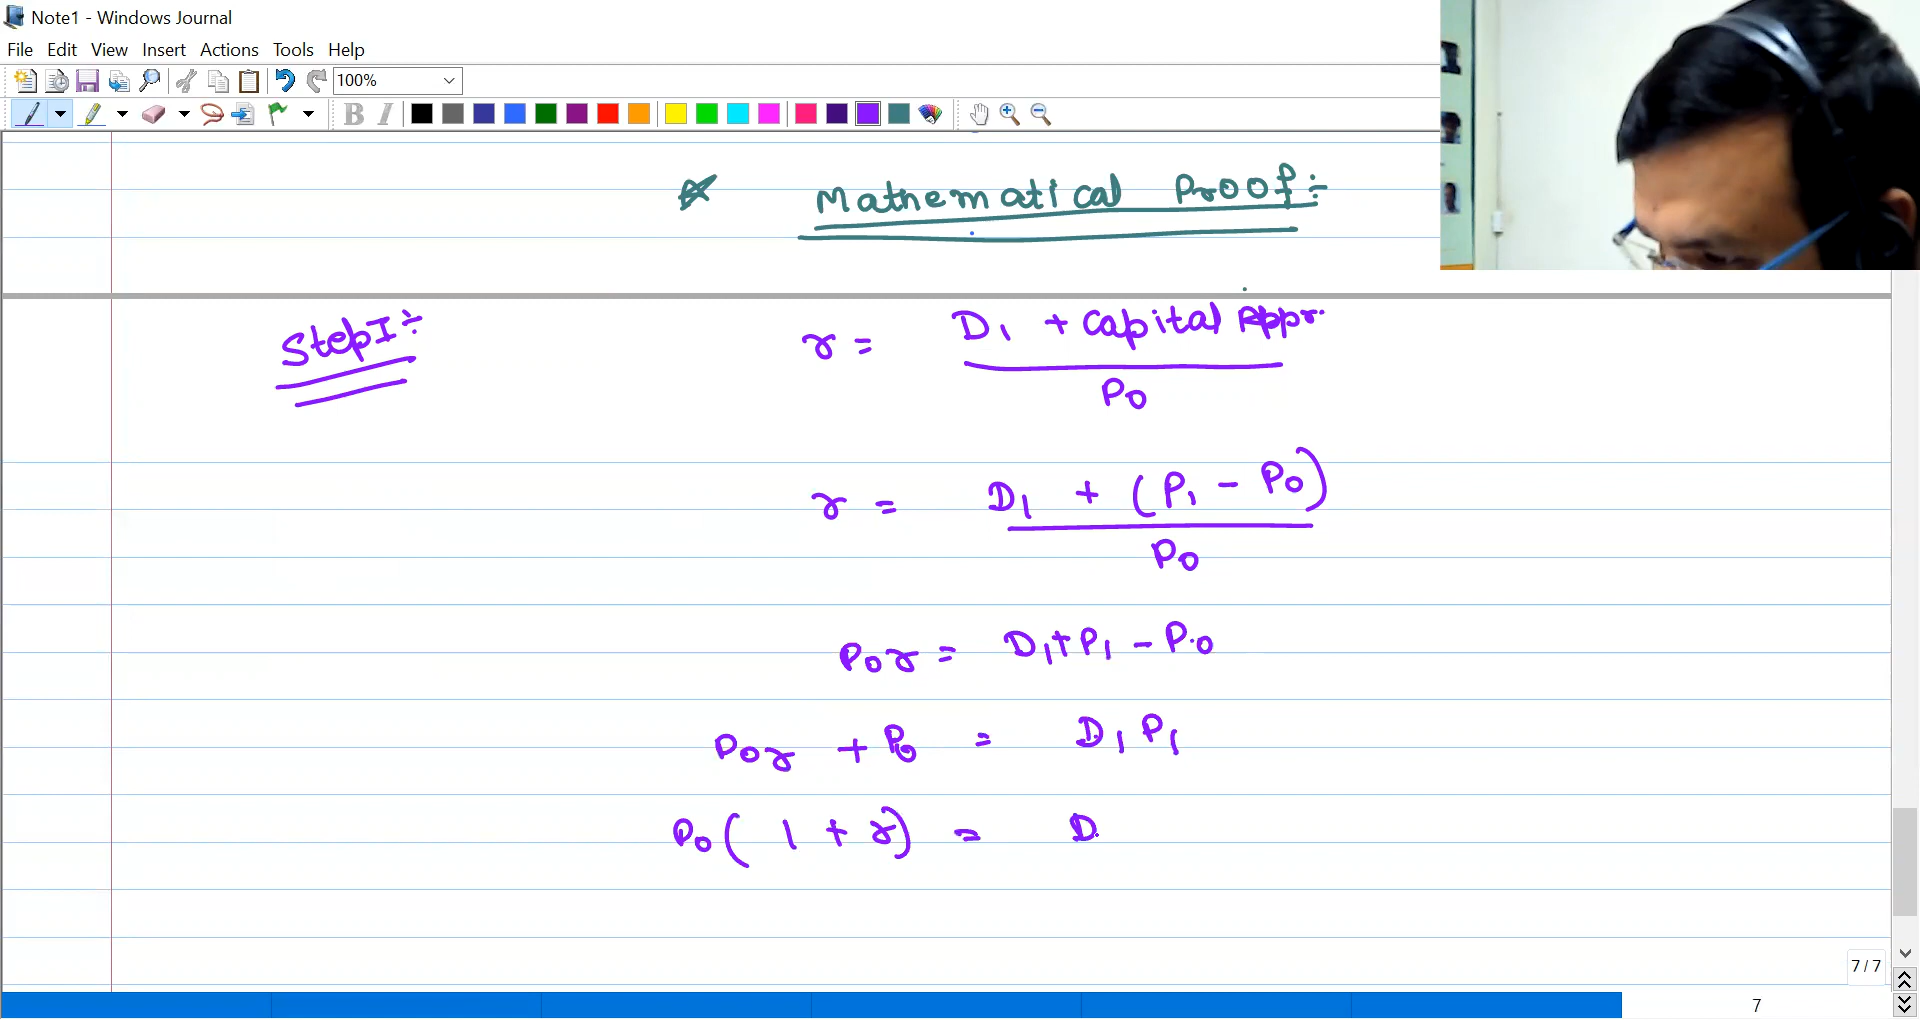 Note1 - Windows Journal
File Edit View Insert Actions Tools Help
100%
B I
Mathematical Proof:-
Step I :-
r = D1 + Capital Appr.
P0
r = D1 + (P1 - P0)
P0
P0r = D1+P1 - P0
P0r + P0 = D1 P1
P0( 1 + r) = D
7 / 7
7